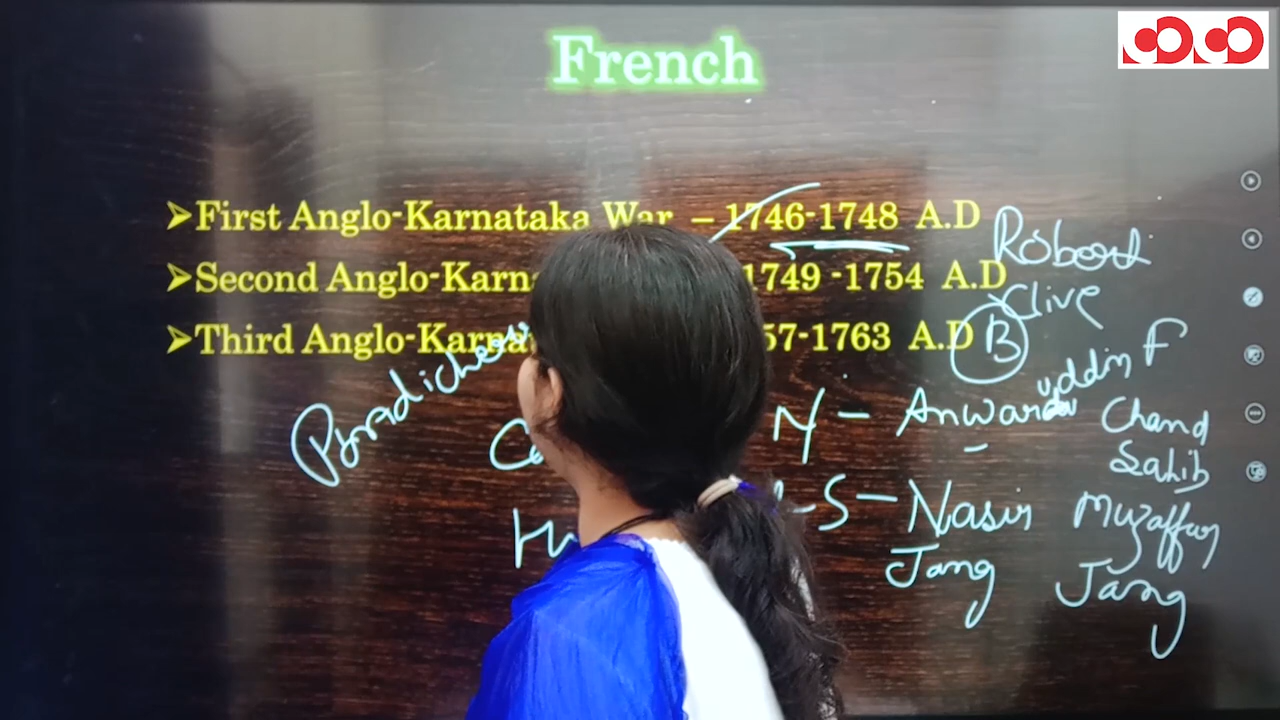 French
➤First Anglo-Karnataka War – 1746-1748 A.D
➤Second Anglo-Karna 1749 -1754 A.D
➤Third Anglo-Karna 57-1763 A.D
Robert
Clive
B
F
uddin
N – Anwar
Chand
Sahib
S – Nasir
Jang
Muzaffar
Jang